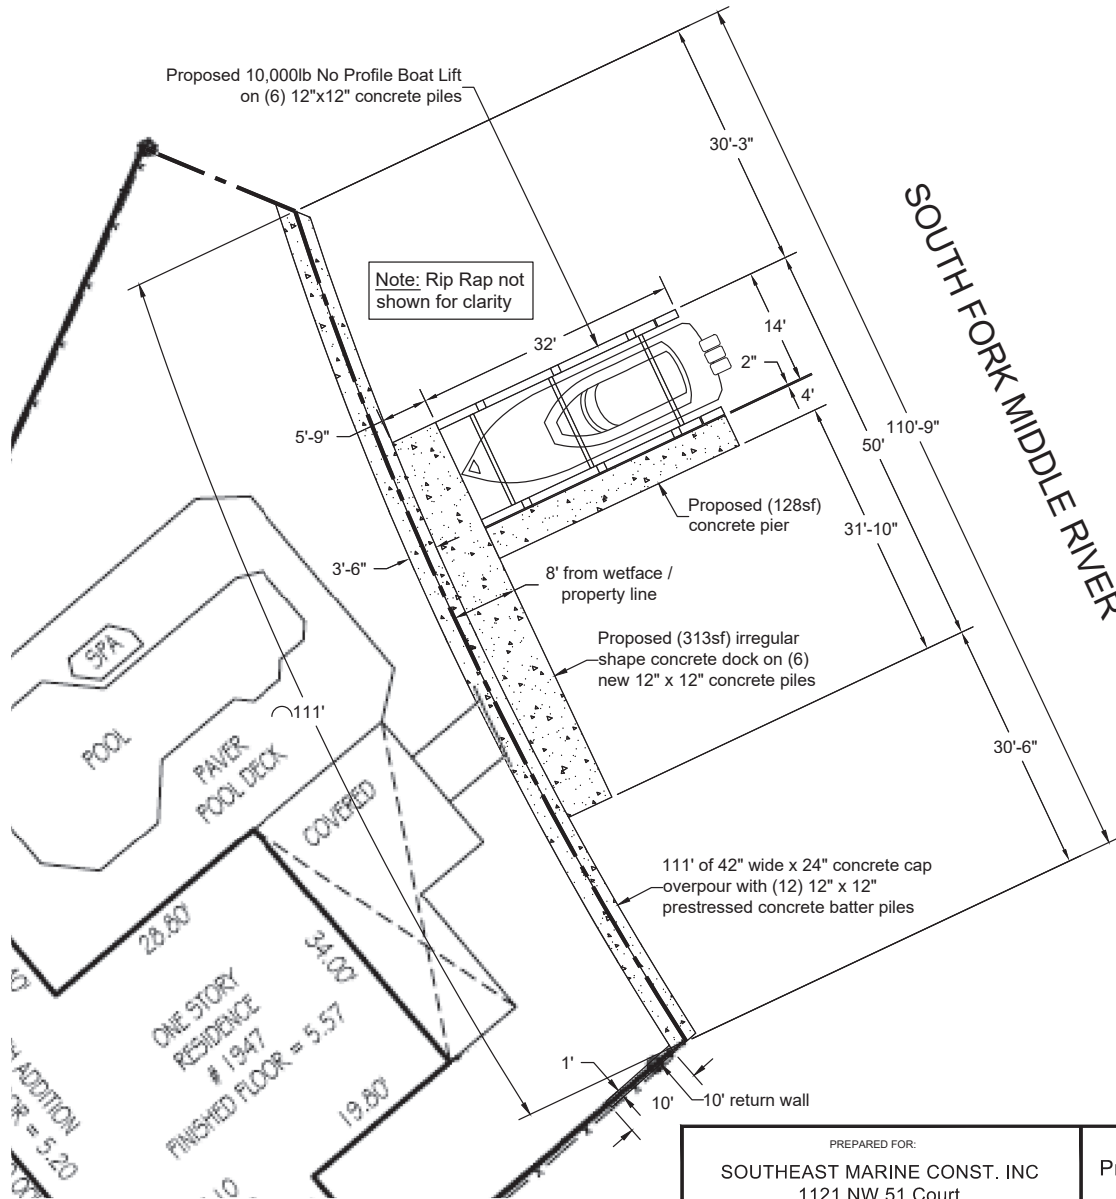 Proposed 10,000lb No Profile Boat Lift
on (6) 12"x12" concrete piles
30'-3"
SOUTH FORK MIDDLE RIVER
Note: Rip Rap not
shown for clarity
32'
14'
2"
4'
5'-9"
110'-9"
50'
Proposed (128sf)
concrete pier
31'-10"
3'-6"
8' from wetface /
property line
Proposed (313sf) irregular
shape concrete dock on (6)
new 12" x 12" concrete piles
SPA
111'
POOL
PAVER
POOL DECK
COVERED
30'-6"
111' of 42" wide x 24" concrete cap
overpour with (12) 12" x 12"
prestressed concrete batter piles
28.80'
34.00'
ONE STORY
RESIDENCE
# 1947
FINISHED FLOOR = 5.57
ADDITION
= 5.20
19.80'
1'
10'
10' return wall
PREPARED FOR:
SOUTHEAST MARINE CONST. INC
1121 NW 51 Court